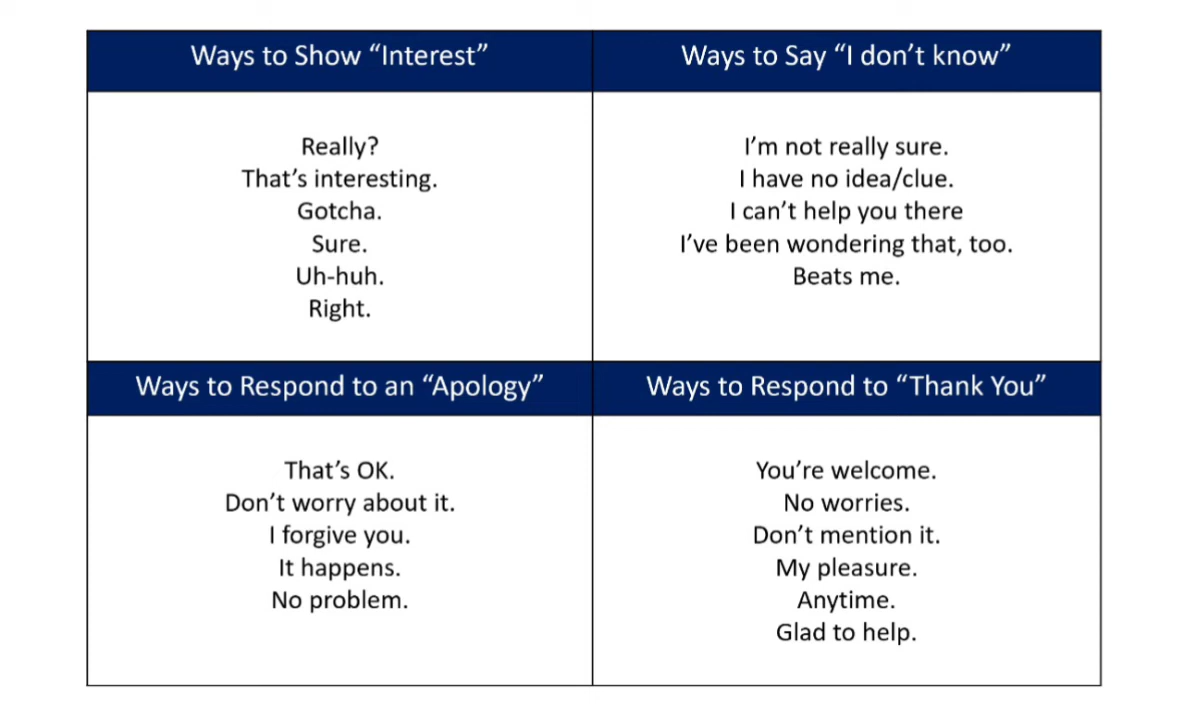 Ways to Show “Interest”
Really?
That’s interesting.
Gotcha.
Sure.
Uh-huh.
Right.
Ways to Say “I don’t know”
I’m not really sure.
I have no idea/clue.
I can’t help you there
I’ve been wondering that, too.
Beats me.
Ways to Respond to an “Apology”
That’s OK.
Don’t worry about it.
I forgive you.
It happens.
No problem.
Ways to Respond to “Thank You”
You’re welcome.
No worries.
Don’t mention it.
My pleasure.
Anytime.
Glad to help.